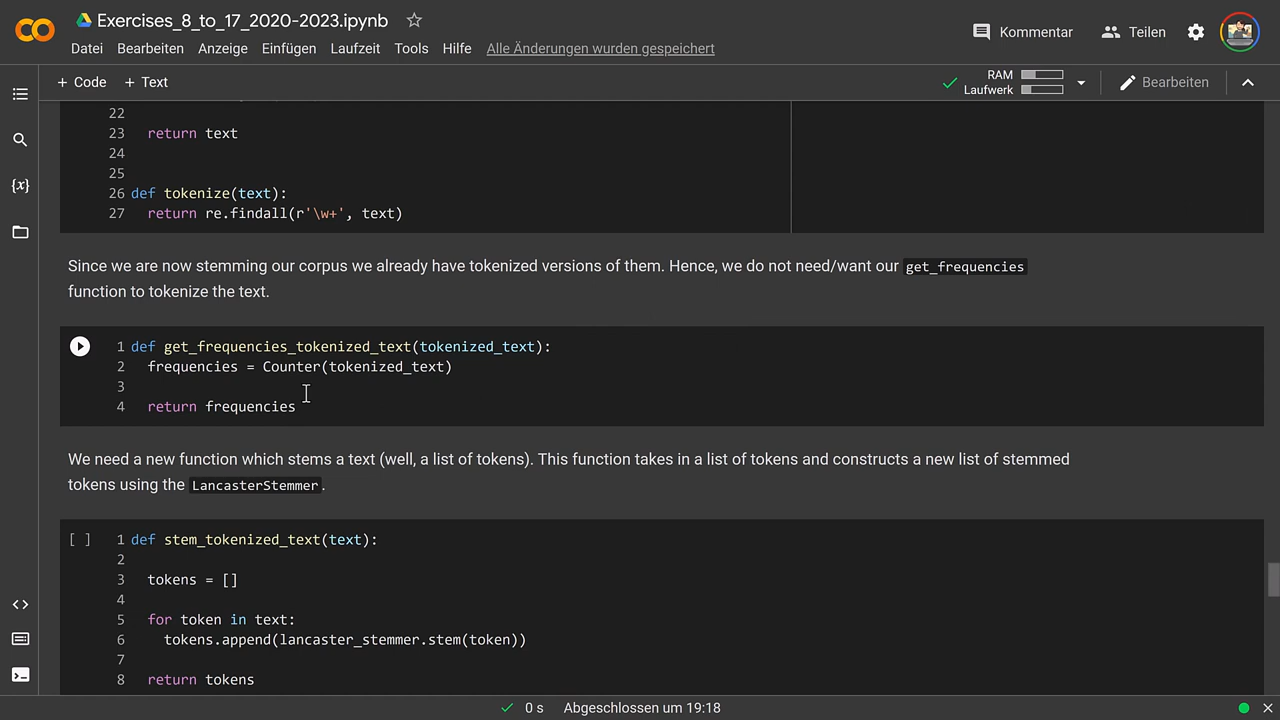 Exercises_8_to_17_2020-2023.ipynb
Kommentar
Teilen
Datei Bearbeiten Anzeige Einfügen Laufzeit Tools Hilfe Alle Änderungen wurden gespeichert
+ Code + Text
RAM
Laufwerk
Bearbeiten
{x}
22
23 return text
24
25
26 def tokenize(text):
27 return re.findall(r'\w+', text)
Since we are now stemming our corpus we already have tokenized versions of them. Hence, we do not need/want our get_frequencies
function to tokenize the text.
1 def get_frequencies_tokenized_text(tokenized_text):
2 frequencies = Counter(tokenized_text)
3
4 return frequencies
We need a new function which stems a text (well, a list of tokens). This function takes in a list of tokens and constructs a new list of stemmed
tokens using the LancasterStemmer.
[ ] 1 def stem_tokenized_text(text):
2
3 tokens = []
4
5 for token in text:
6 tokens.append(lancaster_stemmer.stem(token))
7
8 return tokens
0 s Abgeschlossen um 19:18